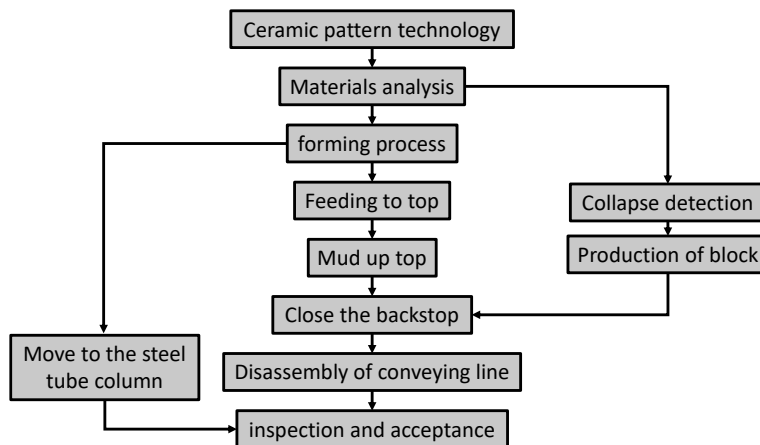 Ceramic pattern technology
Materials analysis
forming process
Feeding to top
Collapse detection
Mud up top
Production of block
Close the backstop
Move to the steel
tube column
Disassembly of conveying line
inspection and acceptance